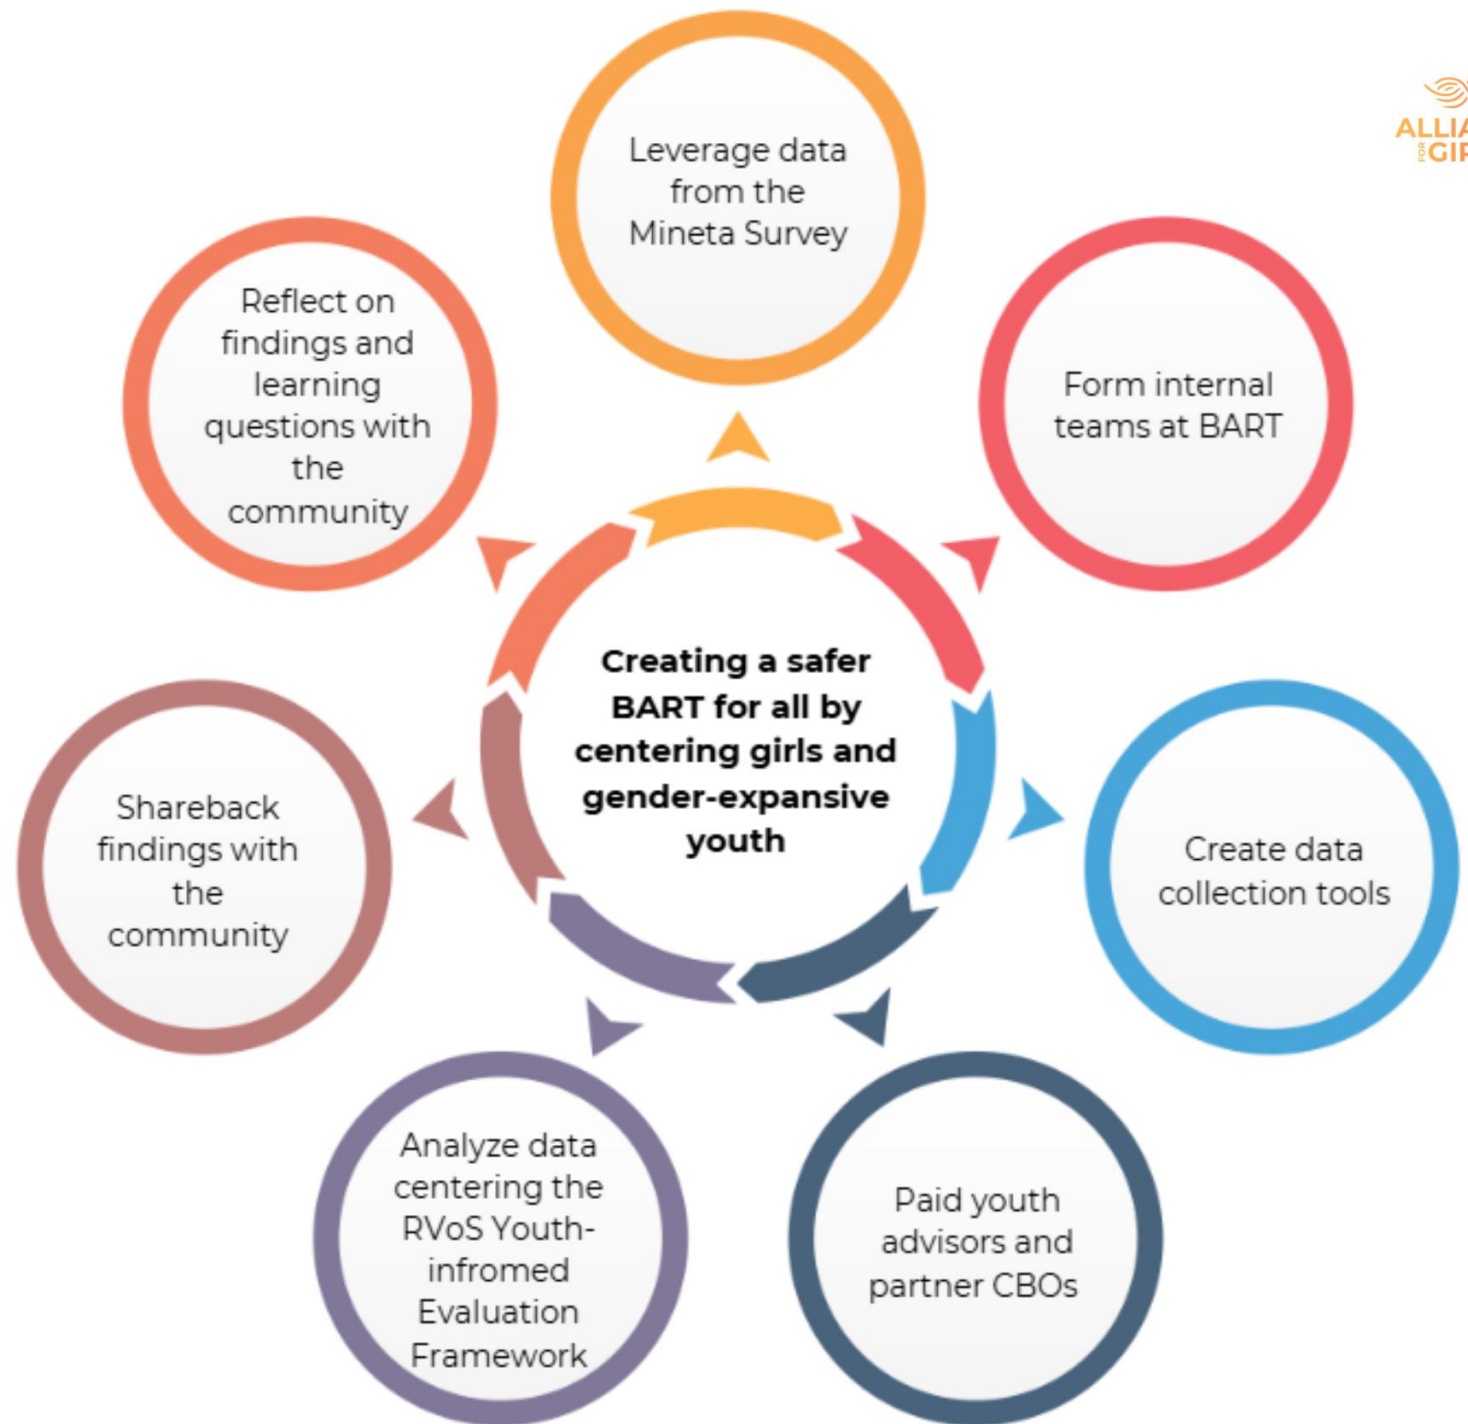 Leverage data
from the
Mineta Survey
Form internal
teams at BART
Create data
collection tools
Paid youth
advisors and
partner CBOs
Analyze data
centering the
RVoS Youth-
infromed
Evaluation
Framework
Shareback
findings with
the
community
Reflect on
findings and
learning
questions with
the
community
Creating a safer
BART for all by
centering girls and
gender-expansive
youth
FOR